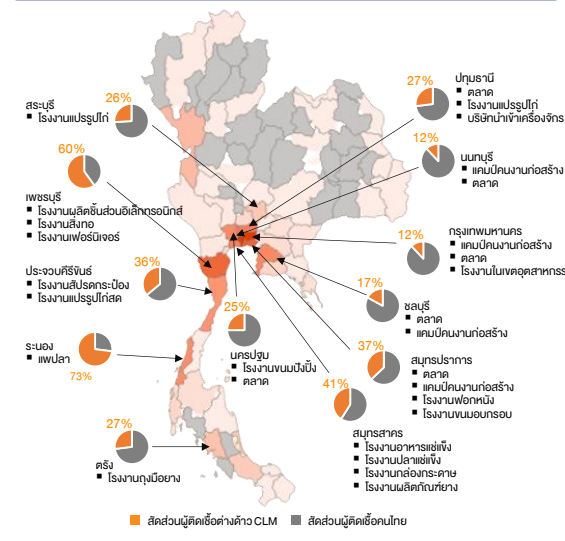 26%
สระบุรี
▪ โรงงานแปรรูปไก่
60%
เพชรบุรี
▪ โรงงานผลิตชิ้นส่วนอิเล็กทรอนิกส์
▪ โรงงานสิ่งทอ
▪ โรงงานเฟอร์นิเจอร์
36%
ประจวบคีรีขันธ์
▪ โรงงานสับปรดกระป๋อง
▪ โรงงานแปรรูปไก่สด
ระนอง
▪ แพปลา
73%
27%
ตรัง
▪ โรงงานถุงมือยาง
25%
นครปฐม
▪ โรงงานขนมปังปิ้ง
▪ ตลาด
27%
ปทุมธานี
▪ ตลาด
▪ โรงงานแปรรูปไก่
▪ บริษัทนำเข้าเครื่องจักร
12%
นนทบุรี
▪ แคมป์คนงานก่อสร้าง
▪ ตลาด
12%
กรุงเทพมหานคร
▪ แคมป์คนงานก่อสร้าง
▪ ตลาด
▪ โรงงานในเขตอุตสาหกรร
17%
ชลบุรี
▪ ตลาด
▪ แคมป์คนงานก่อสร้าง
37%
สมุทรปราการ
▪ ตลาด
▪ แคมป์คนงานก่อสร้าง
▪ โรงงานฟอกหนัง
▪ โรงงานขนมอบกรอบ
41%
สมุทรสาคร
▪ โรงงานอาหารแช่แข็ง
▪ โรงงานปลาแช่แข็ง
▪ โรงงานกล่องกระดาษ
▪ โรงงานผลิตภัณฑ์ยาง
สัดส่วนผู้ติดเชื้อต่างด้าว CLM สัดส่วนผู้ติดเชื้อคนไทย